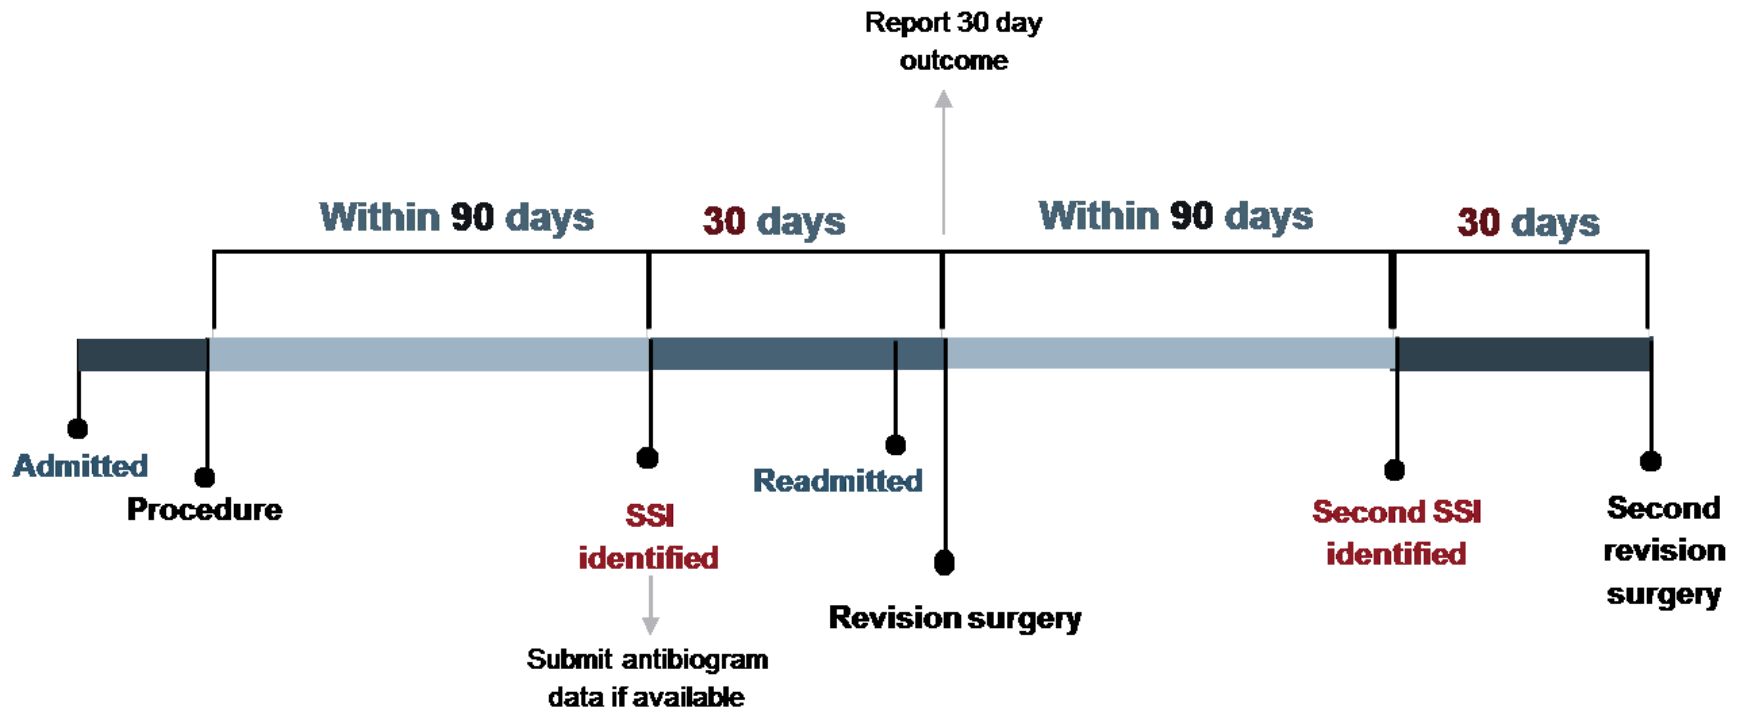 Report 30 day
outcome
Within 90 days
30 days
Within 90 days
30 days
Admitted
Procedure
SSI
identified
Submit antibiogram
data if available
Readmitted
Revision surgery
Second SSI
identified
Second
revision
surgery